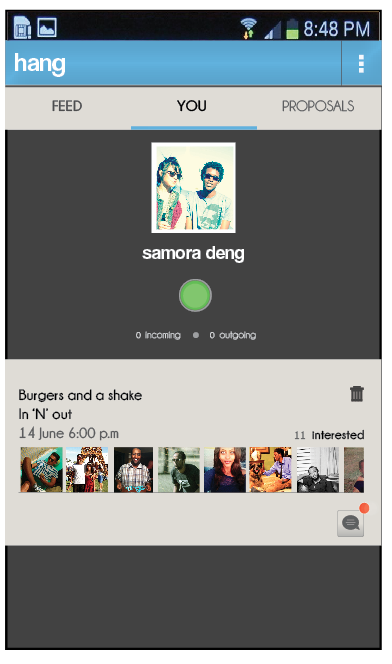 8:48 PM
hang
FEED YOU PROPOSALS
samora deng
0 incoming 0 outgoing
Burgers and a shake
In 'N' out
14 June 6:00 p.m
11 Interested